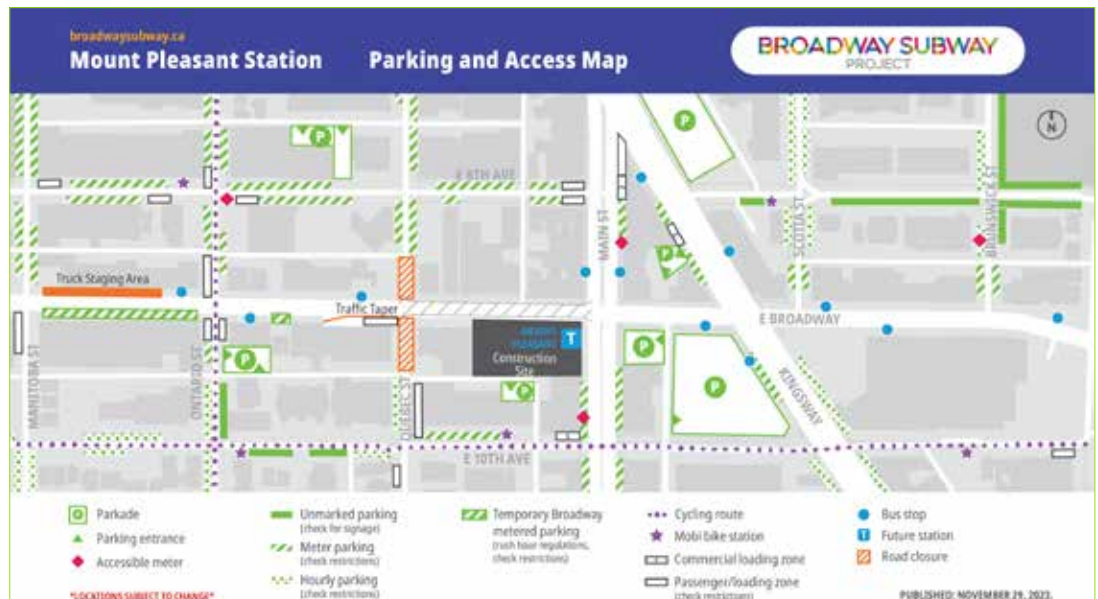 broadwaysubway.ca
Mount Pleasant Station
Parking and Access Map
BROADWAY SUBWAY
PROJECT
N
P
P
E 8TH AVE
MAIN ST
SCOTIA ST
BRUNSWICK ST
P
Truck Staging Area
Traffic Taper
E BROADWAY
MOUNT
PLEASANT
T
Construction
Site
P
P
P
P
MANITOBA ST
ONTARIO ST
QUEBEC ST
KINGSWAY
E 10TH AVE
P
Parkade
Parking entrance
Accessible meter
Unmarked parking
(check for signage)
Meter parking
(check restrictions)
Hourly parking
(check restrictions)
Temporary Broadway
metered parking
(rush hour regulations,
check restrictions)
Cycling route
Mobi bike station
Commercial loading zone
Passenger/loading zone
(check restrictions)
Bus stop
T
Future station
Road closure
*LOCATIONS SUBJECT TO CHANGE*
PUBLISHED: NOVEMBER 29, 2023.